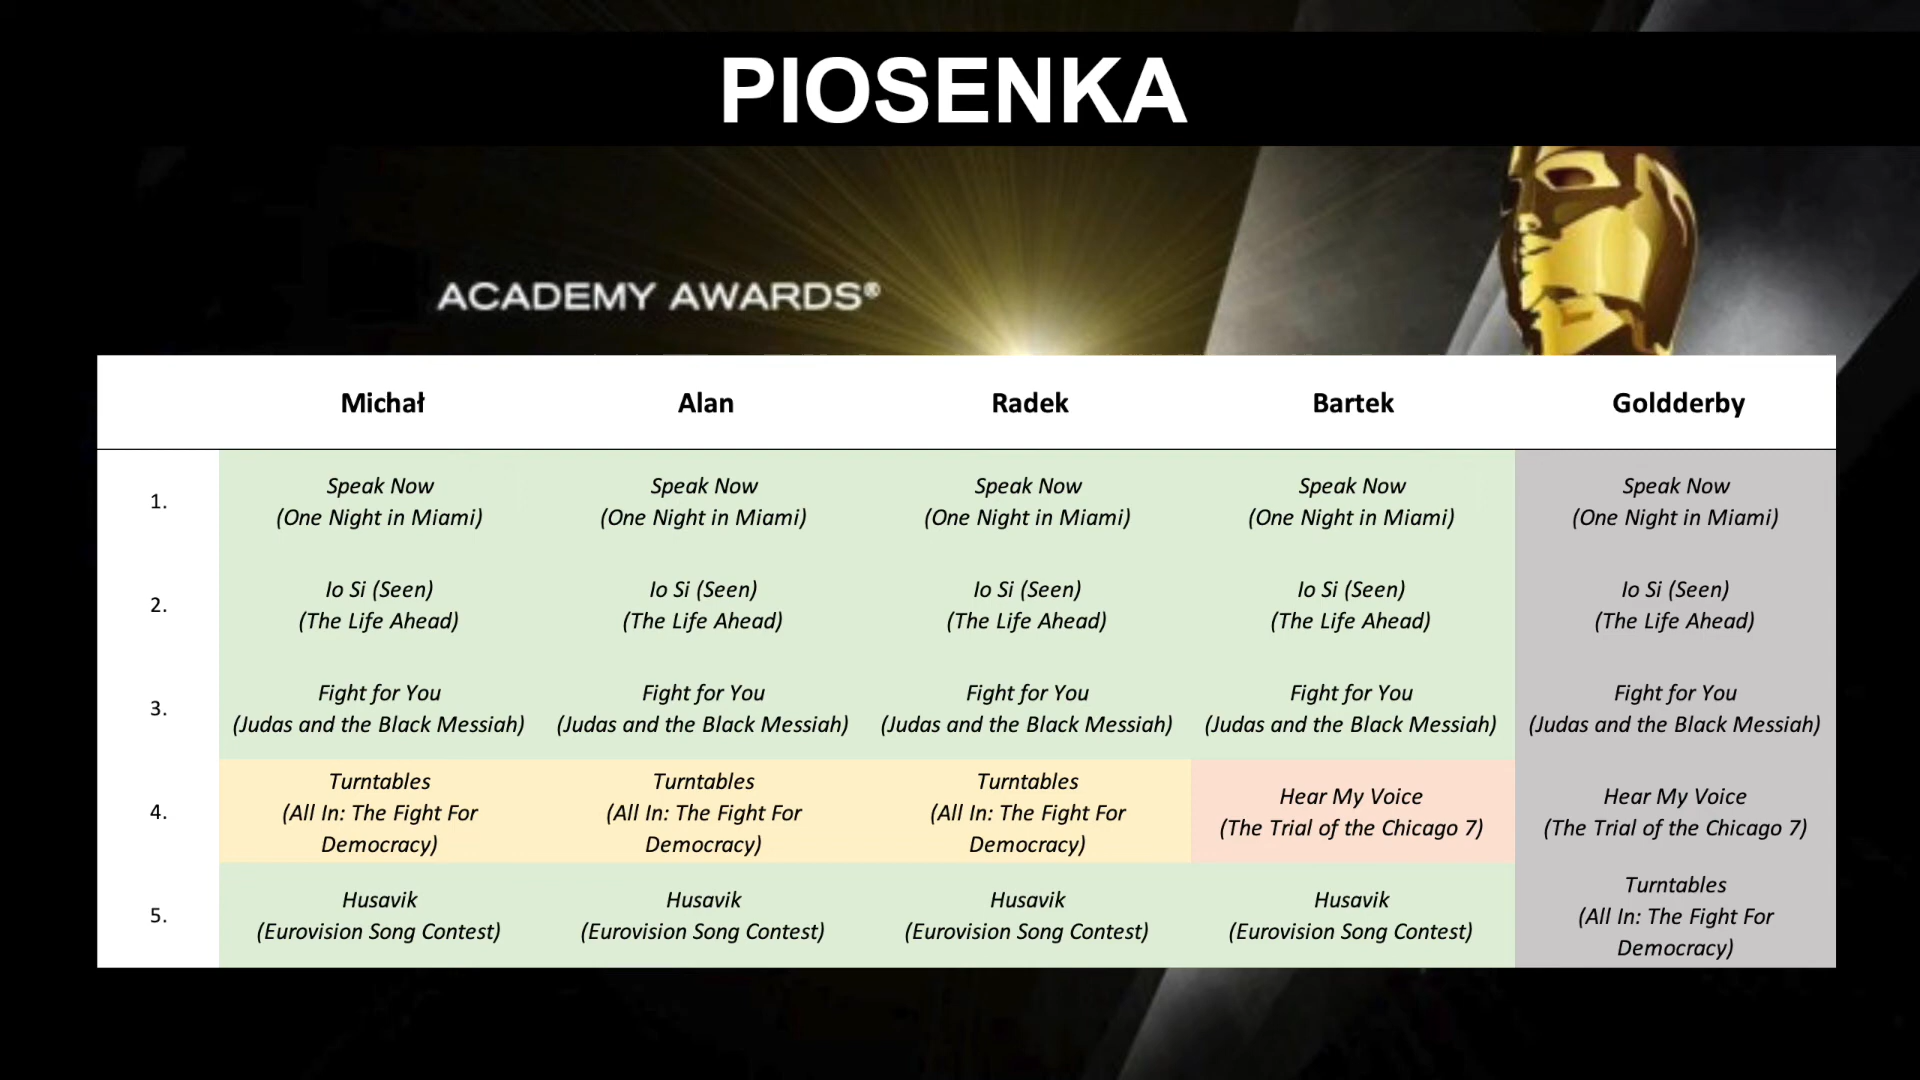 PIOSENKA
ACADEMY AWARDS®
Michał Alan Radek Bartek Goldderby
1.
Speak Now
(One Night in Miami)
Speak Now
(One Night in Miami)
Speak Now
(One Night in Miami)
Speak Now
(One Night in Miami)
Speak Now
(One Night in Miami)
2.
Io Si (Seen)
(The Life Ahead)
Io Si (Seen)
(The Life Ahead)
Io Si (Seen)
(The Life Ahead)
Io Si (Seen)
(The Life Ahead)
Io Si (Seen)
(The Life Ahead)
3.
Fight for You
(Judas and the Black Messiah)
Fight for You
(Judas and the Black Messiah)
Fight for You
(Judas and the Black Messiah)
Fight for You
(Judas and the Black Messiah)
Fight for You
(Judas and the Black Messiah)
4.
Turntables
(All In: The Fight For
Democracy)
Turntables
(All In: The Fight For
Democracy)
Turntables
(All In: The Fight For
Democracy)
Hear My Voice
(The Trial of the Chicago 7)
Hear My Voice
(The Trial of the Chicago 7)
5.
Husavik
(Eurovision Song Contest)
Husavik
(Eurovision Song Contest)
Husavik
(Eurovision Song Contest)
Husavik
(Eurovision Song Contest)
Turntables
(All In: The Fight For
Democracy)